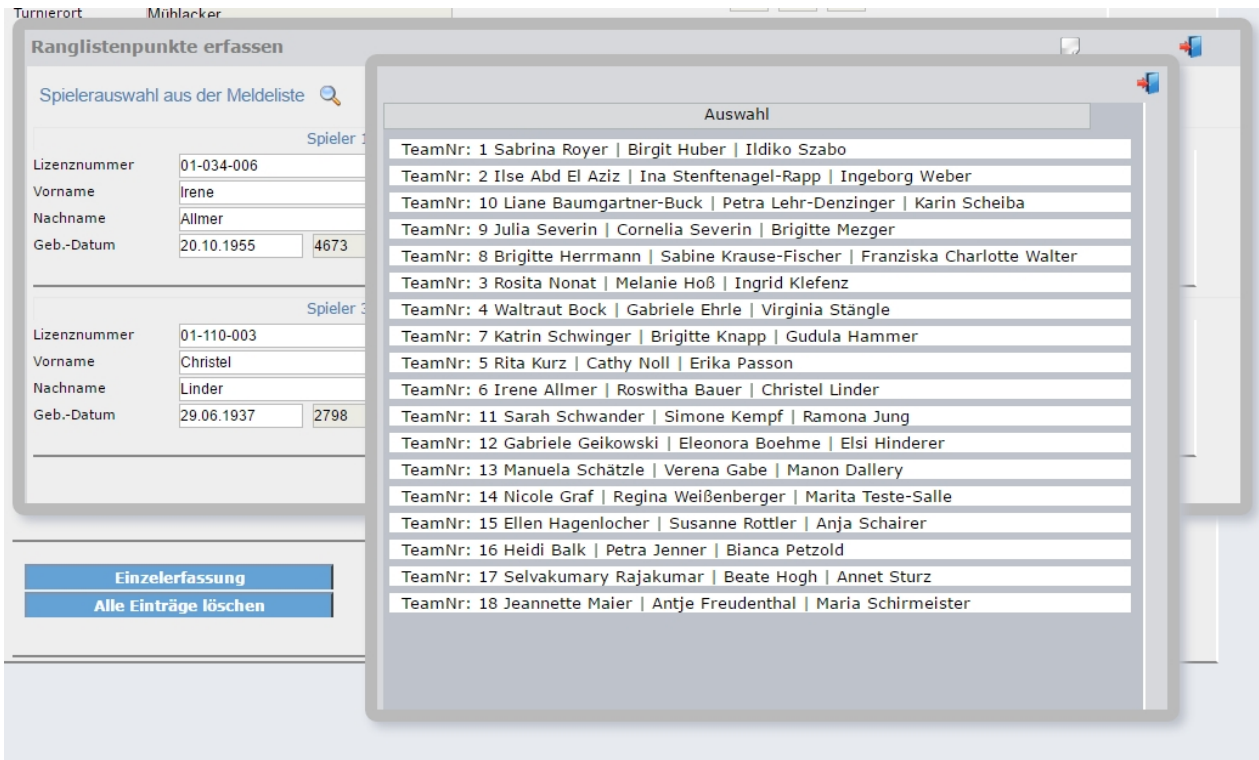 Turnierort Mühlacker
Ranglistenpunkte erfassen
Spielerauswahl aus der Meldeliste
Spieler 1
Lizenznummer 01-034-006
Vorname Irene
Nachname Allmer
Geb.-Datum 20.10.1955 4673
Spieler 3
Lizenznummer 01-110-003
Vorname Christel
Nachname Linder
Geb.-Datum 29.06.1937 2798
Einzelerfassung
Alle Einträge löschen
Auswahl
TeamNr: 1 Sabrina Royer | Birgit Huber | Ildiko Szabo
TeamNr: 2 Ilse Abd El Aziz | Ina Stenftenagel-Rapp | Ingeborg Weber
TeamNr: 10 Liane Baumgartner-Buck | Petra Lehr-Denzinger | Karin Scheiba
TeamNr: 9 Julia Severin | Cornelia Severin | Brigitte Mezger
TeamNr: 8 Brigitte Herrmann | Sabine Krause-Fischer | Franziska Charlotte Walter
TeamNr: 3 Rosita Nonat | Melanie Hoß | Ingrid Klefenz
TeamNr: 4 Waltraut Bock | Gabriele Ehrle | Virginia Stängle
TeamNr: 7 Katrin Schwinger | Brigitte Knapp | Gudula Hammer
TeamNr: 5 Rita Kurz | Cathy Noll | Erika Passon
TeamNr: 6 Irene Allmer | Roswitha Bauer | Christel Linder
TeamNr: 11 Sarah Schwander | Simone Kempf | Ramona Jung
TeamNr: 12 Gabriele Geikowski | Eleonora Boehme | Elsi Hinderer
TeamNr: 13 Manuela Schätzle | Verena Gabe | Manon Dallery
TeamNr: 14 Nicole Graf | Regina Weißenberger | Marita Teste-Salle
TeamNr: 15 Ellen Hagenlocher | Susanne Rottler | Anja Schairer
TeamNr: 16 Heidi Balk | Petra Jenner | Bianca Petzold
TeamNr: 17 Selvakumary Rajakumar | Beate Hogh | Annet Sturz
TeamNr: 18 Jeannette Maier | Antje Freudenthal | Maria Schirmeister